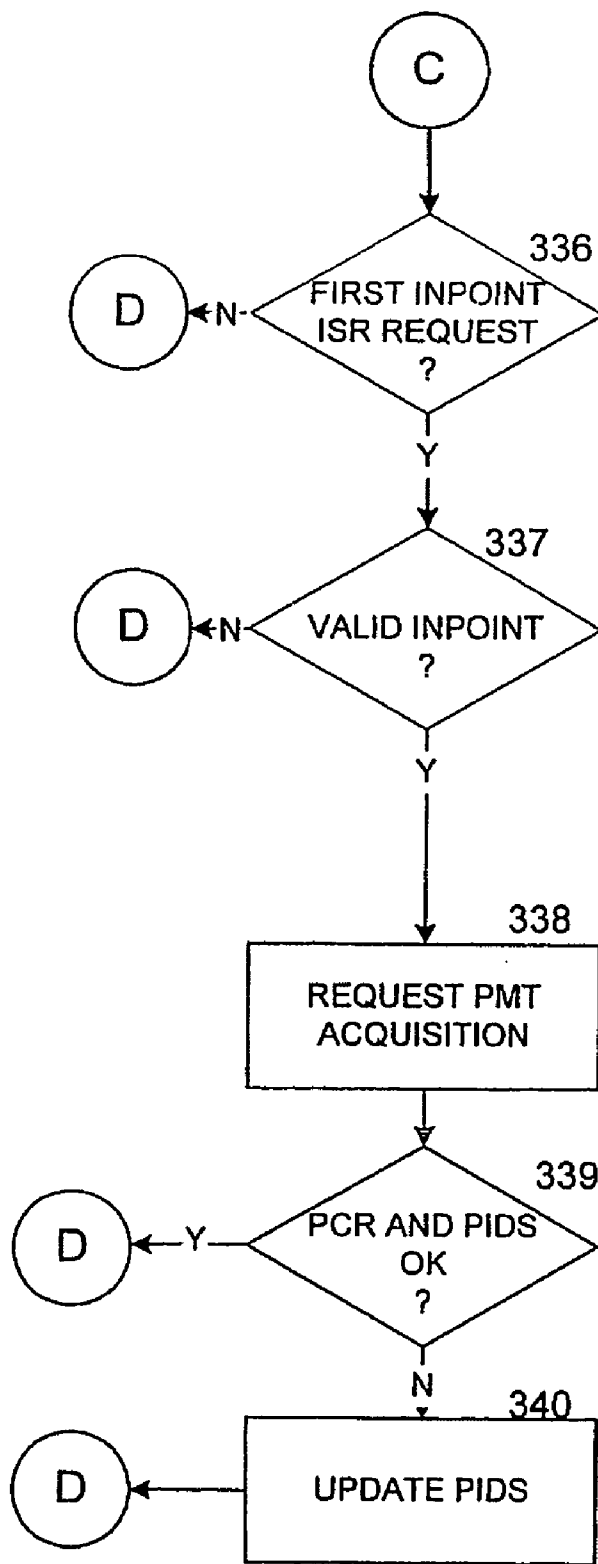 C
336
FIRST INPOINT
ISR REQUEST
?
D
N
Y
337
VALID INPOINT
?
D
N
Y
338
REQUEST PMT
ACQUISITION
339
PCR AND PIDS
OK
?
D
Y
N
340
UPDATE PIDS
D